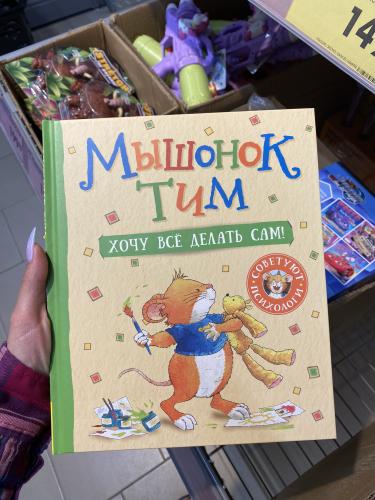 Мышонок
Тим
ХОЧУ ВСЁ ДЕЛАТЬ САМ!
СОВЕТУЮТ
ПСИХОЛОГИ